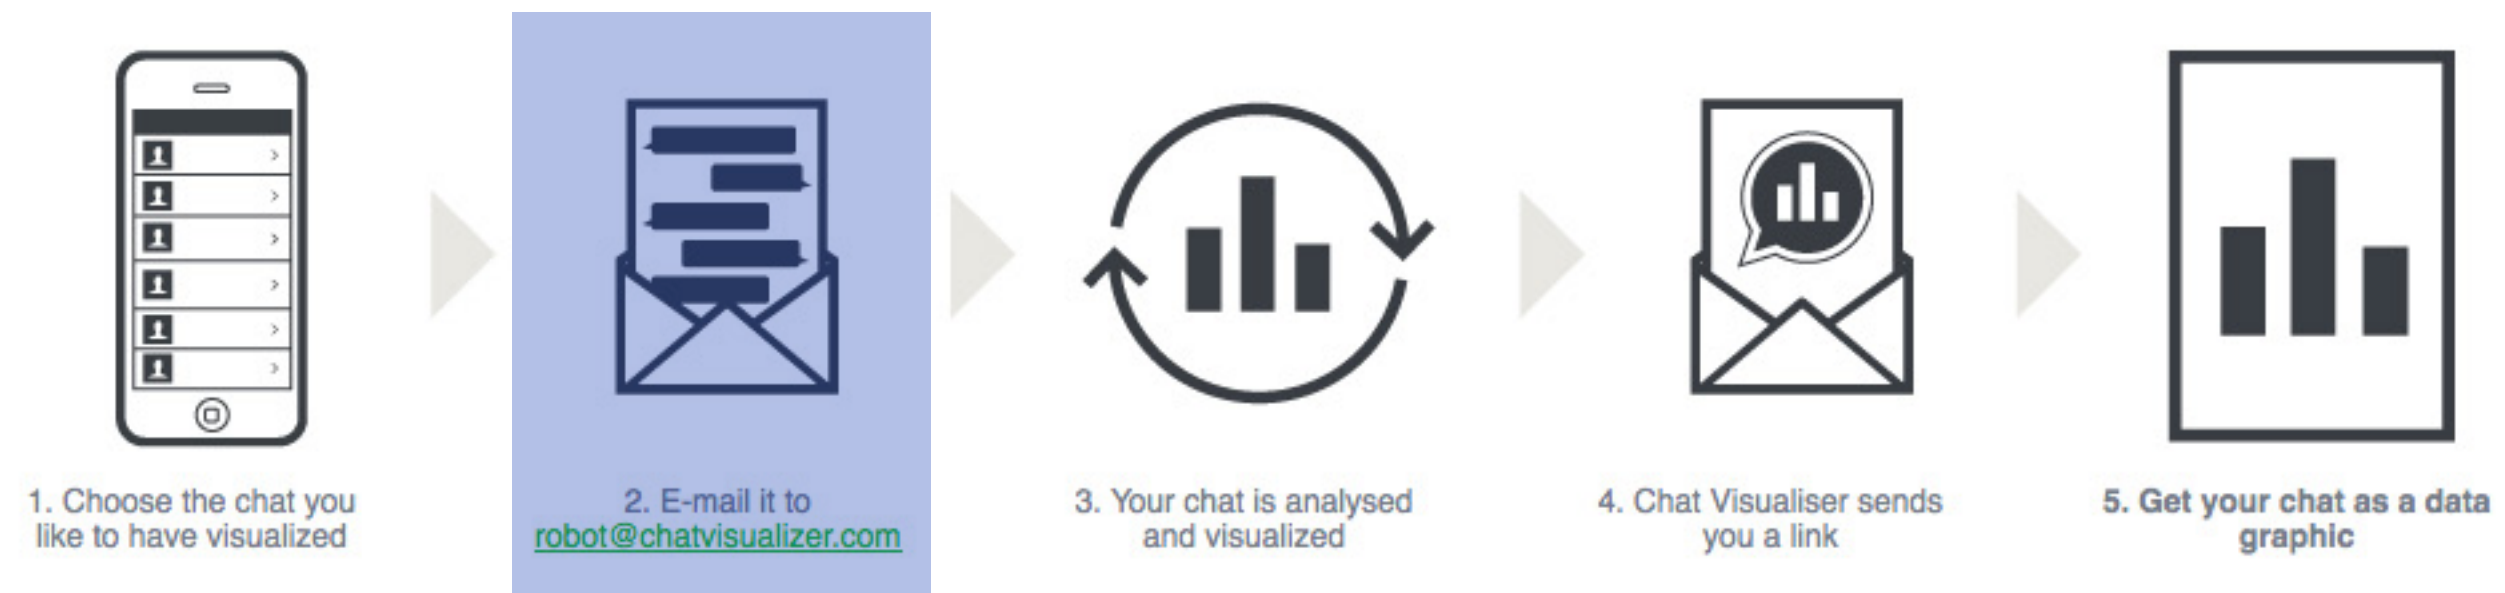 1. Choose the chat you
like to have visualized
2. E-mail it to
robot@chatvisualizer.com
3. Your chat is analysed
and visualized
4. Chat Visualiser sends
you a link
5. Get your chat as a data
graphic